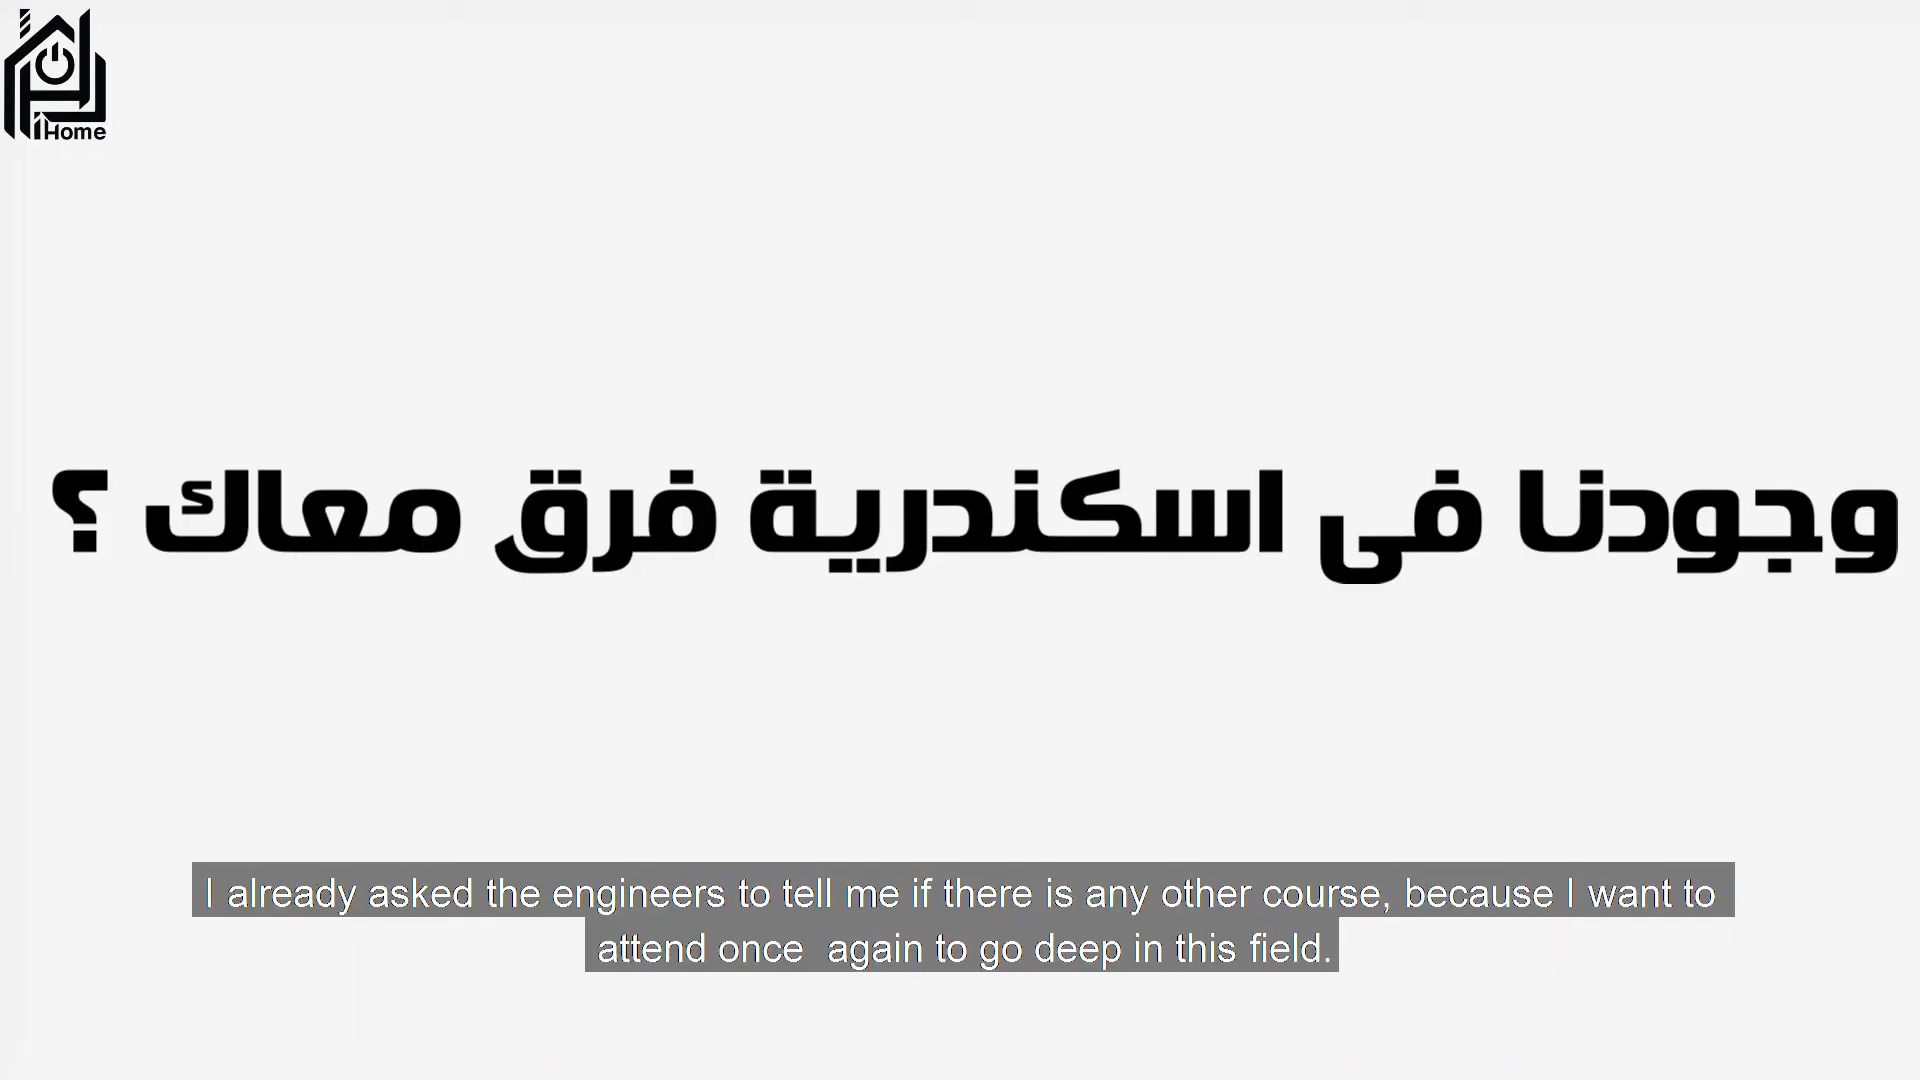 iHome
وجودنا فى اسكندرية فرق معاك ؟
I already asked the engineers to tell me if there is any other course, because I want to
attend once  again to go deep in this field.